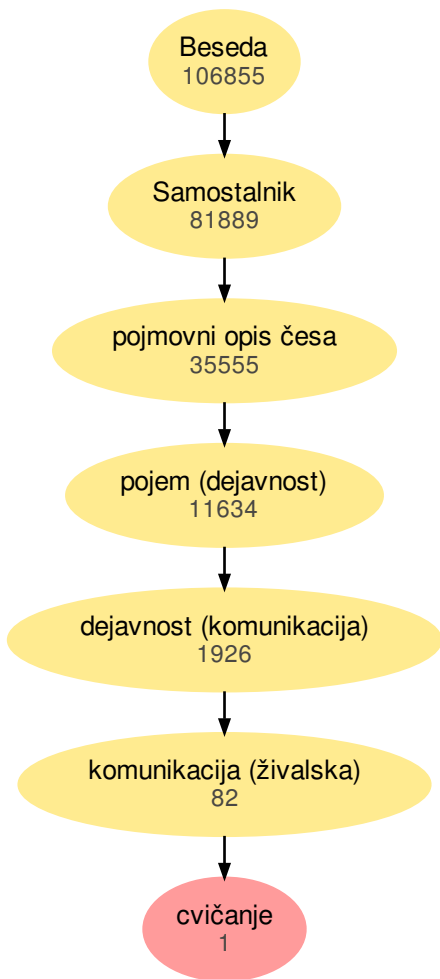 Beseda
106855
Samostalnik
81889
pojmovni opis česa
35555
pojem (dejavnost)
11634
dejavnost (komunikacija)
1926
komunikacija (živalska)
82
cvičanje
1